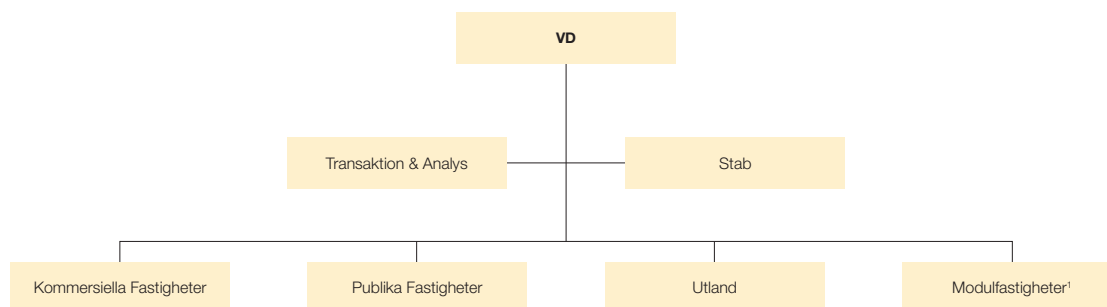 VD
Transaktion & Analys
Stab
Kommersiella Fastigheter
Publika Fastigheter
Utland
Modulfastigheter¹